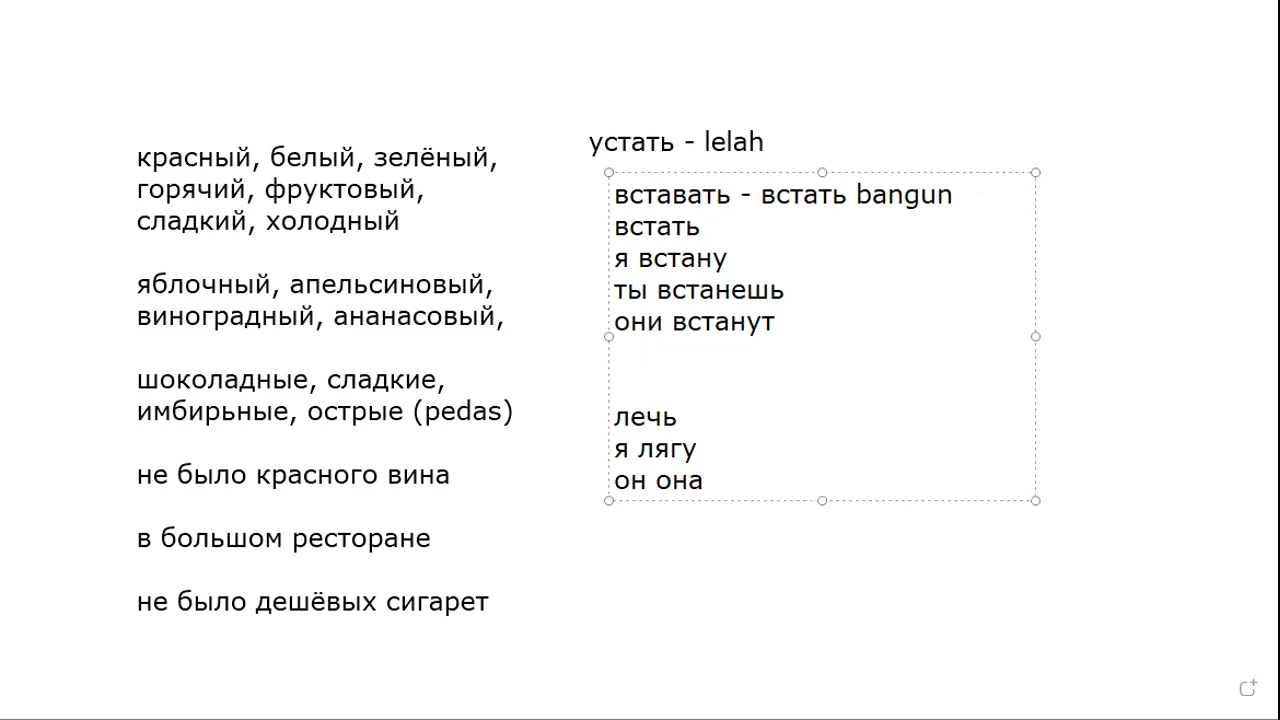 красный, белый, зелёный,
горячий, фруктовый,
сладкий, холодный
яблочный, апельсиновый,
виноградный, ананасовый,
шоколадные, сладкие,
имбирьные, острые (pedas)
не было красного вина
в большом ресторане
не было дешёвых сигарет
устать - lelah
вставать - встать bangun
встать
я встану
ты встанешь
они встанут
лечь
я лягу
он она